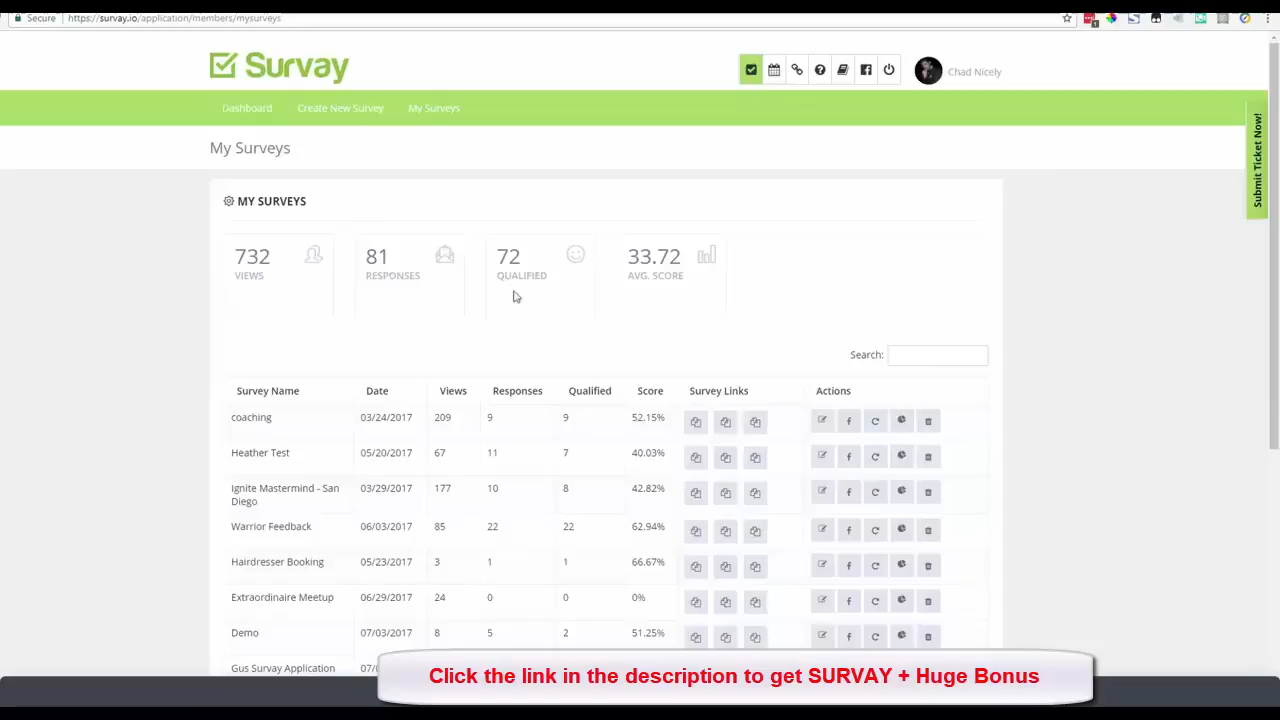 Secure https://survay.io/application/members/mysurveys
1
Survay
Chad Nicely
Dashboard Create New Survey My Surveys
Submit Ticket Now!
My Surveys
MY SURVEYS
732 81 72 33.72
VIEWS RESPONSES QUALIFIED AVG. SCORE
Search:
Survey Name Date Views Responses Qualified Score Survey Links Actions
coaching 03/24/2017 209 9 9 52.15%
Heather Test 05/20/2017 67 11 7 40.03%
Ignite Mastermind - San Diego 03/29/2017 177 10 8 42.82%
Warrior Feedback 06/03/2017 85 22 22 62.94%
Hairdresser Booking 05/23/2017 3 1 1 66.67%
Extraordinaire Meetup 06/29/2017 24 0 0 0%
Demo 07/03/2017 8 5 2 51.25%
Gus Survay Application
Click the link in the description to get SURVAY + Huge Bonus